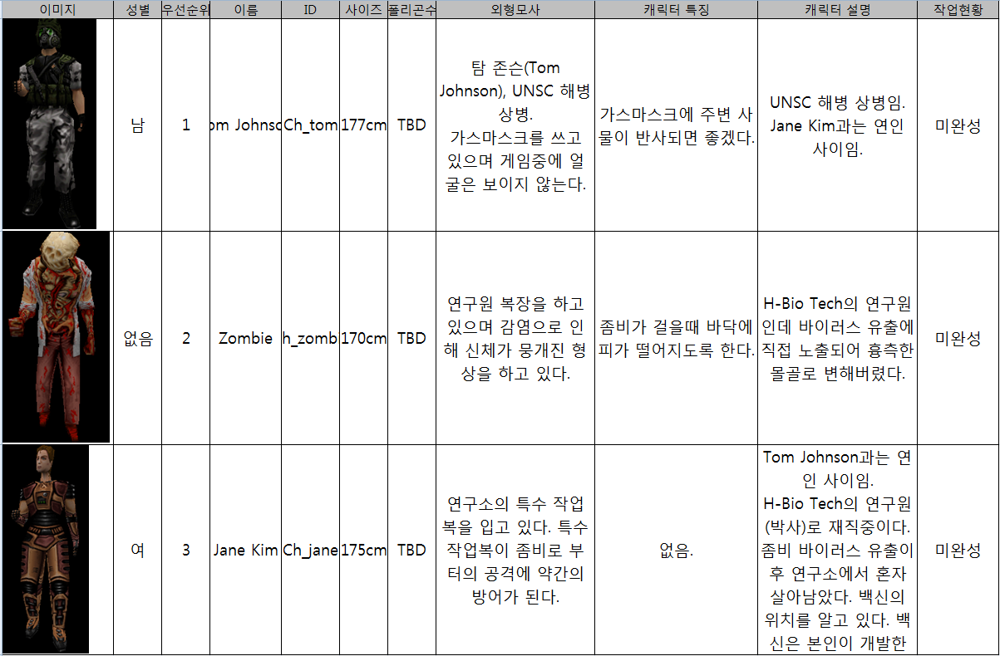 이미지 성별 우선순위 이름 ID 사이즈 폴리곤수 외형모사 캐릭터 특징 캐릭터 설명 작업현황
남 1 om Johnso Ch_tom 177cm TBD
탐 존슨(Tom
Johnson), UNSC 해병
상병.
가스마스크를 쓰고
있으며 게임중에 얼
굴은 보이지 않는다.
가스마스크에 주변 사
물이 반사되면 좋겠다.
UNSC 해병 상병임.
Jane Kim과는 연인
사이임.
미완성
없음 2 Zombie h_zomb 170cm TBD
연구원 복장을 하고
있으며 감염으로 인
해 신체가 뭉개진 형
상을 하고 있다.
좀비가 걸을때 바닥에
피가 떨어지도록 한다.
H-Bio Tech의 연구원
인데 바이러스 유출에
직접 노출되어 흉측한
몰골로 변해버렸다.
미완성
여 3 Jane Kim Ch_jane 175cm TBD
연구소의 특수 작업
복을 입고 있다. 특수
작업복이 좀비로 부
터의 공격에 약간의
방어가 된다.
없음.
Tom Johnson과는 연
인 사이임.
H-Bio Tech의 연구원
(박사)로 재직중이다.
좀비 바이러스 유출이
후 연구소에서 혼자
살아남았다. 백신의
위치를 알고 있다. 백
신은 본인이 개발한
미완성